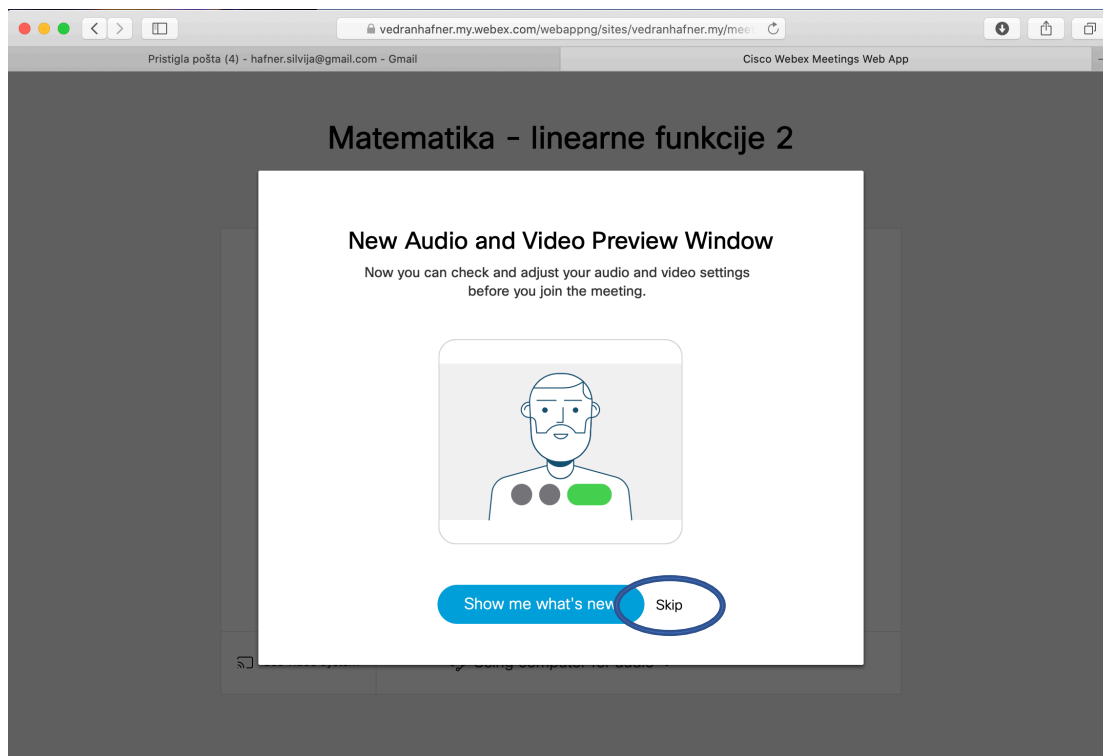 vedranhafner.my.webex.com/webappng/sites/vedranhafner.my/mee
Pristigla pošta (4) - hafner.silvija@gmail.com - Gmail
Cisco Webex Meetings Web App
Matematika - linearne funkcije 2
New Audio and Video Preview Window
Now you can check and adjust your audio and video settings
before you join the meeting.
Show me what's new
Skip
Using computer for audio